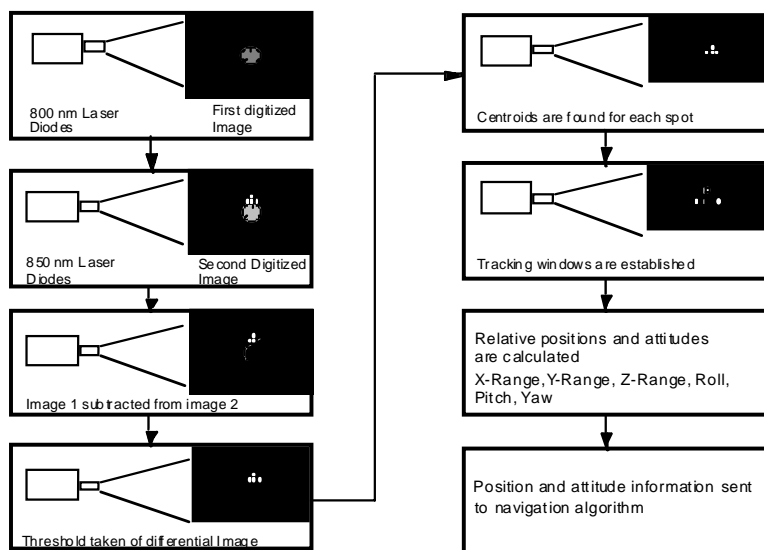 800 nm Laser
Diodes
First digitized
Image
850 nm Laser
Diodes
Second Digitized
Image
Image 1 subtracted from image 2
Threshold taken of differential Image
Centroids are found for each spot
Tracking windows are established
Relative positions and attitudes
are calculated
X-Range, Y-Range, Z-Range, Roll,
Pitch, Yaw
Position and attitude information sent
to navigation algorithm